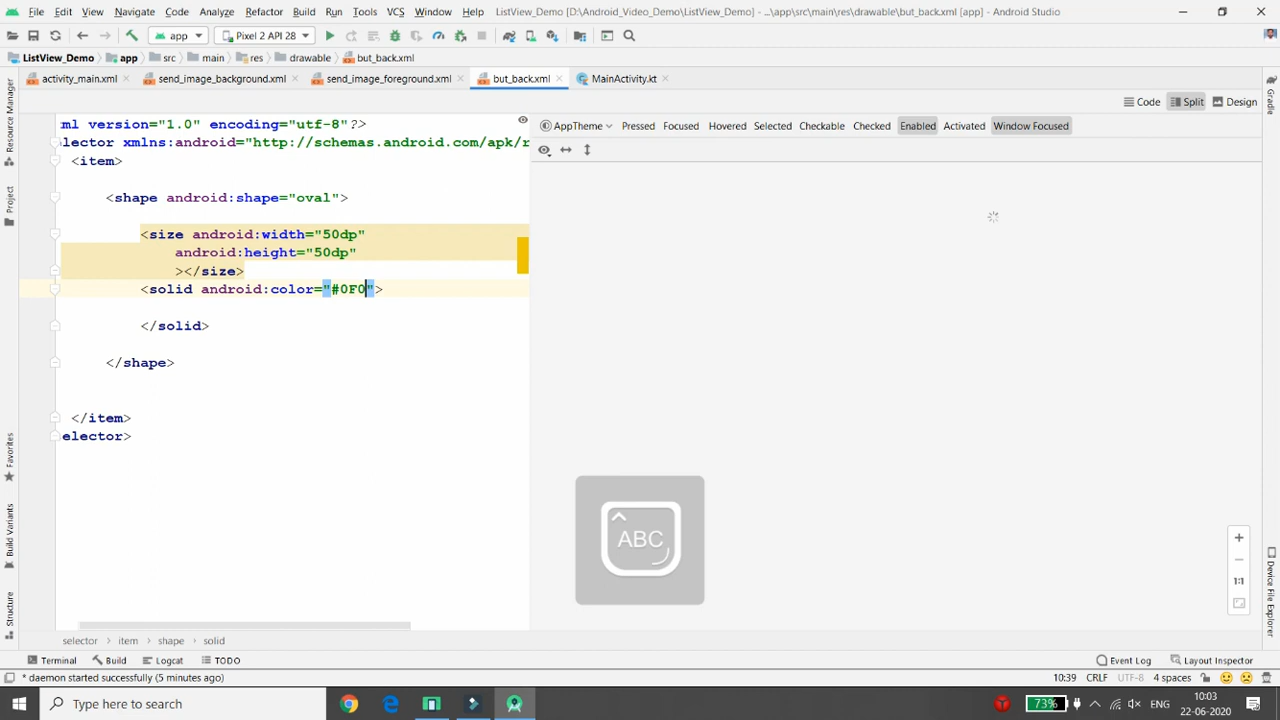 File Edit View Navigate Code Analyze Refactor Build Run Tools VCS Window Help ListView_Demo [D:\Android_Video_Demo\ListView_Demo] - ...\app\src\main\res\drawable\but_back.xml [app] - Android Studio
app Pixel 2 API 28
ListView_Demo app src main res drawable but_back.xml
activity_main.xml send_image_background.xml send_image_foreground.xml but_back.xml MainActivity.kt
Code Split Design
AppTheme Pressed Focused Hovered Selected Checkable Checked Enabled Activated Window Focused
ml version="1.0" encoding="utf-8"?>
lector xmlns:android="http://schemas.android.com/apk/r
<item>
<shape android:shape="oval">
<size android:width="50dp"
android:height="50dp"
></size>
<solid android:color="#0F0">
</solid>
</shape>
</item>
elector>
ABC
1:1
Resource Manager
Project
Favorites
Build Variants
Structure
Gradle
Device File Explorer
selector item shape solid
Terminal Build Logcat TODO Event Log Layout Inspector
* daemon started successfully (5 minutes ago) 10:39 CRLF UTF-8 4 spaces
Type here to search 73% ENG 10:03
22-06-2020